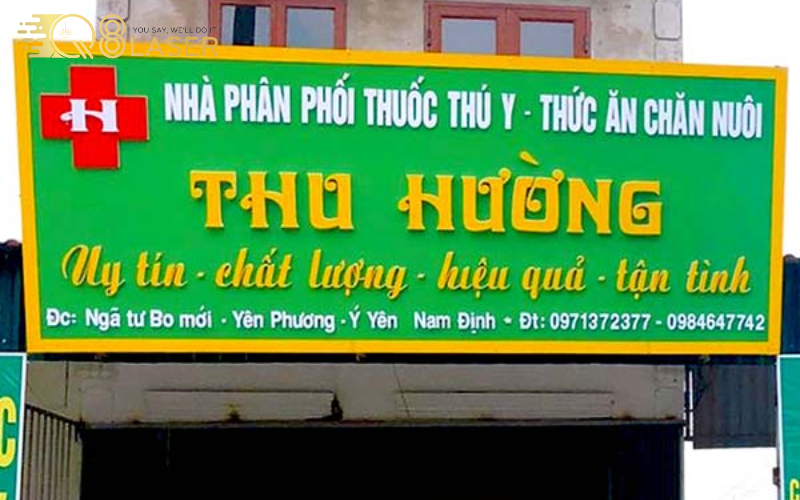 YOU SAY, WE'LL DO IT
Q8 LASER
H
NHÀ PHÂN PHỐI THUỐC THÚ Y - THỨC ĂN CHĂN NUÔI
THU HƯỜNG
Uy tín - chất lượng - hiệu quả - tận tình
Đc: Ngã tư Bo mới - Yên Phương - Ý Yên Nam Định * Đt: 0971372377 - 0984647742
C